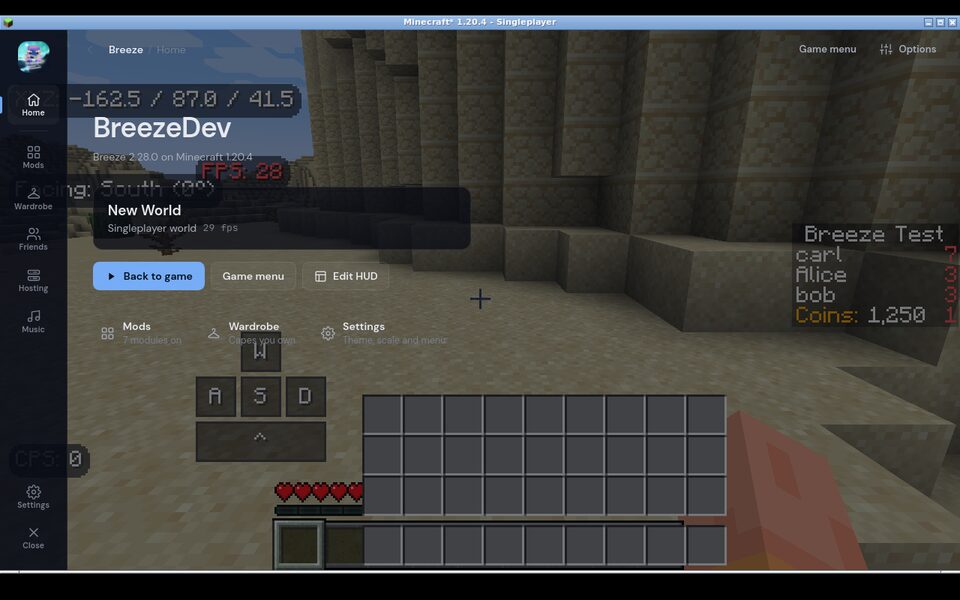 Minecraft* 1.20.4 - Singleplayer
Breeze / Home
Game menu
Options
-162.5 / 87.0 / 41.5
Home
BreezeDev
Breeze 2.28.0 on Minecraft 1.20.4
FPS: 28
Mods
Facing: South (0°)
Wardrobe
New World
Singleplayer world 29 fps
Friends
Breeze Test
carl 7
Alice 3
bob 3
Coins: 1,250 1
Back to game
Game menu
Edit HUD
Hosting
Music
Mods
7 modules on
Wardrobe
Capes you own
Settings
Theme, scale and menu
W
A S D
^
CPS: 0
Settings
Close